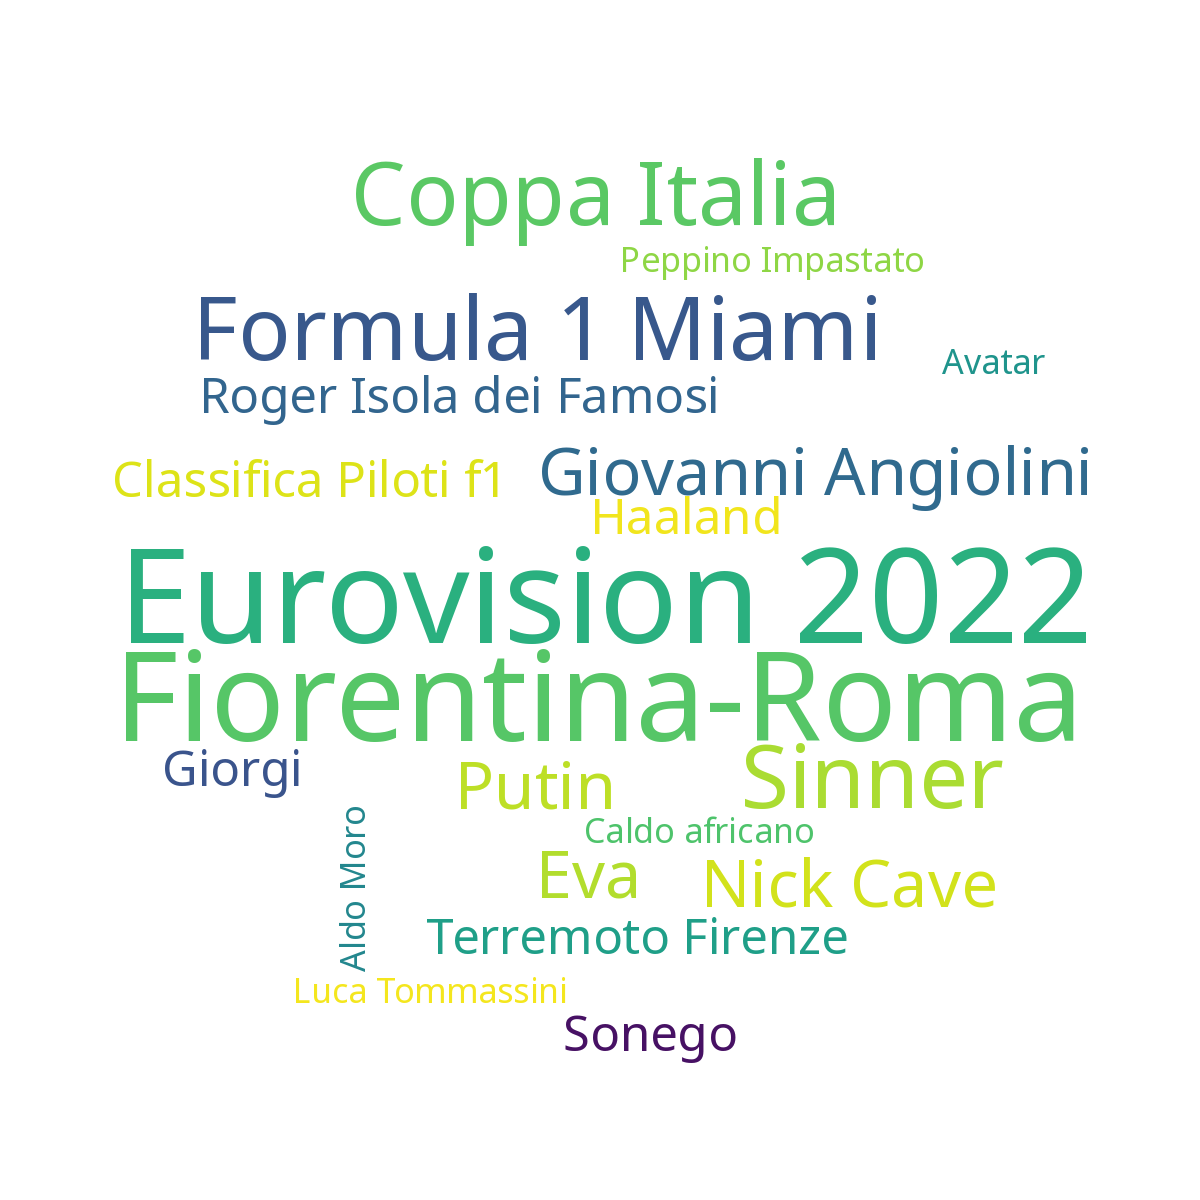 Coppa Italia
Peppino Impastato
Formula 1 Miami
Avatar
Roger Isola dei Famosi
Classifica Piloti f1
Giovanni Angiolini
Haaland
Eurovision 2022
Fiorentina-Roma
Giorgi
Putin
Sinner
Caldo africano
Aldo Moro
Eva
Nick Cave
Terremoto Firenze
Luca Tommassini
Sonego